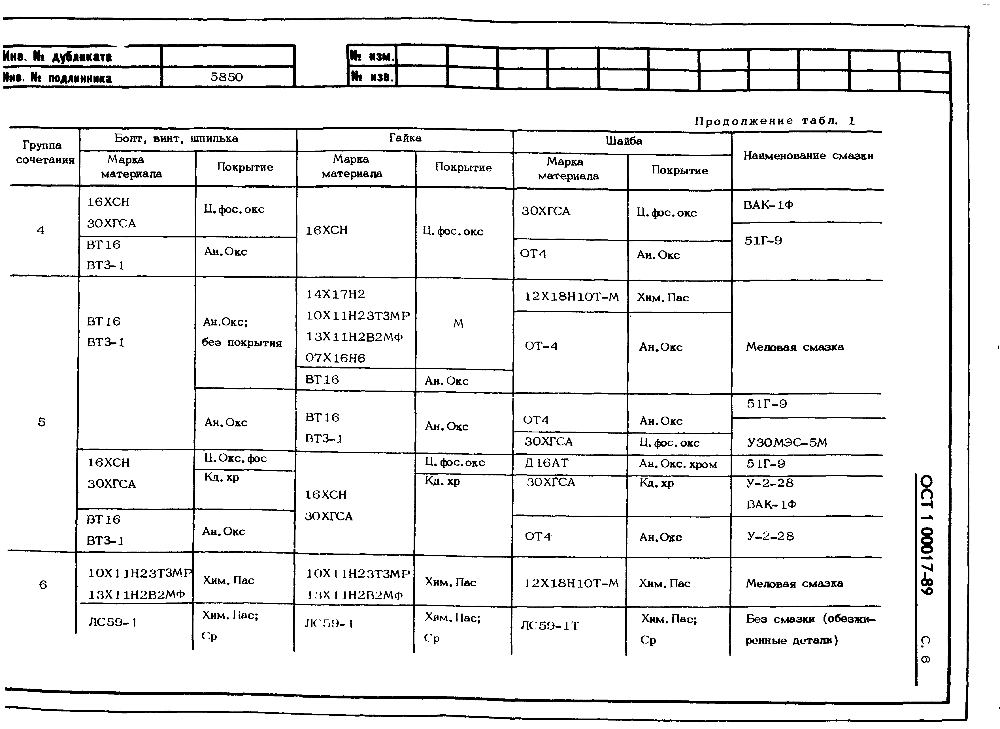 Инв. № дубликата
Инв. № подлинника 5850
№ изм.
№ изв.
Продолжение табл. 1
Группа сочетания
Болт, винт, шпилька
Гайка
Шайба
Наименование смазки
Марка материала
Покрытие
Марка материала
Покрытие
Марка материала
Покрытие
4
16ХСН
30ХГСА
Ц.фос.окс
ВТ16
ВТ3-1
Ан.Окс
16ХСН
Ц.фос.окс
30ХГСА
Ц.фос.окс
ОТ4
Ан.Окс
ВАК-1Ф
51Г-9
5
ВТ16
ВТ3-1
Ан.Окс;
без покрытия
14Х17Н2
10Х11Н23Т3МР
13Х11Н2В2МФ
07Х16Н6
М
ВТ16
Ан.Окс
12Х18Н10Т-М
Хим.Пас
ОТ-4
Ан.Окс
Меловая смазка
Ан.Окс
ВТ16
ВТ3-1
Ан.Окс
ОТ4
Ан.Окс
30ХГСА
Ц.фос.окс
51Г-9
УЗОМЭС-5М
16ХСН
30ХГСА
Ц.Окс.фос
Кд.хр
16ХСН
30ХГСА
Ц.фос.окс
Кд.хр
Д16АТ
Ан.Окс.хром
51Г-9
30ХГСА
Кд.хр
У-2-28
ВАК-1Ф
ВТ16
ВТ3-1
Ан.Окс
ОТ4
Ан.Окс
У-2-28
6
10Х11Н23Т3МР
13Х11Н2В2МФ
Хим.Пас
10Х11Н23Т3МР
13Х11Н2В2МФ
Хим.Пас
12Х18Н10Т-М
Хим.Пас
Меловая смазка
ЛС59-1
Хим.Пас;
Ср
ЛС59-1
Хим.Пас;
Ср
ЛС59-1Т
Хим.Пас;
Ср
Без смазки (обезжи-
ренные детали)
ОСТ 1 00017-89 С. 6